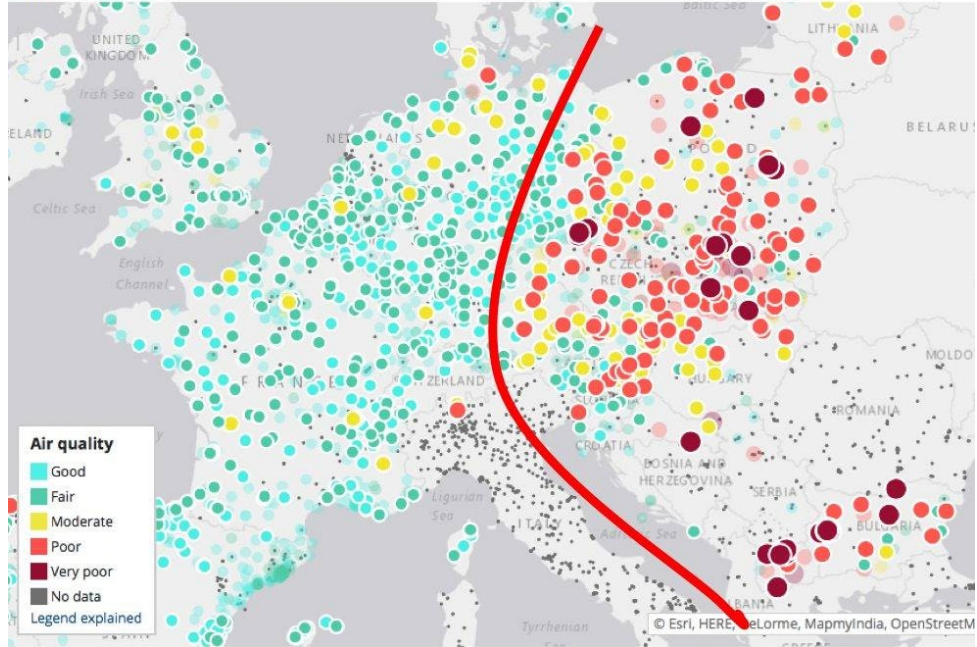 Baltic Sea
UNITED
KINGDOM
LITHUANIA
Irish Sea
BELARUS
Celtic Sea
English
Channel
CZECH
FRANCE
HUNGARY
MOLDO
ROMANIA
CROATIA
BOSNIA AND
HERZEGOVINA
SERBIA
Ligurian
Sea
ITALY
Adriatic Sea
BULGARIA
Air quality
Good
Fair
Moderate
Poor
Very poor
No data
Legend explained
Tyrrhenian
© Esri, HERE, DeLorme, MapmyIndia, OpenStreetM